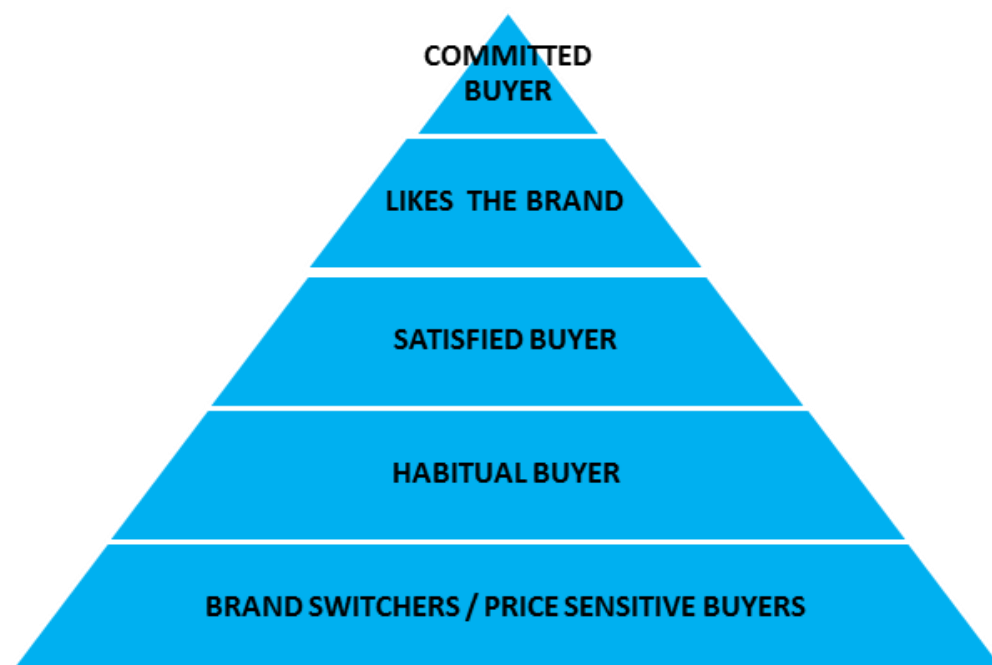 COMMITTED
BUYER
LIKES THE BRAND
SATISFIED BUYER
HABITUAL BUYER
BRAND SWITCHERS / PRICE SENSITIVE BUYERS